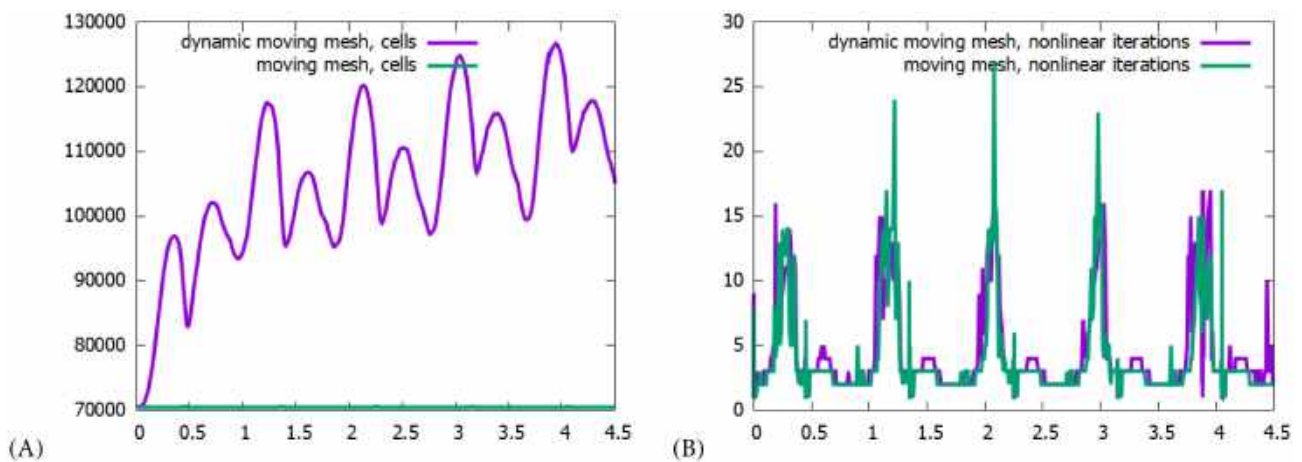 130000
120000
110000
100000
90000
80000
70000
dynamic moving mesh, cells
moving mesh, cells
0 0.5 1 1.5 2 2.5 3 3.5 4 4.5
(A)
30
25
20
15
10
5
0
dynamic moving mesh, nonlinear iterations
moving mesh, nonlinear iterations
0 0.5 1 1.5 2 2.5 3 3.5 4 4.5
(B)